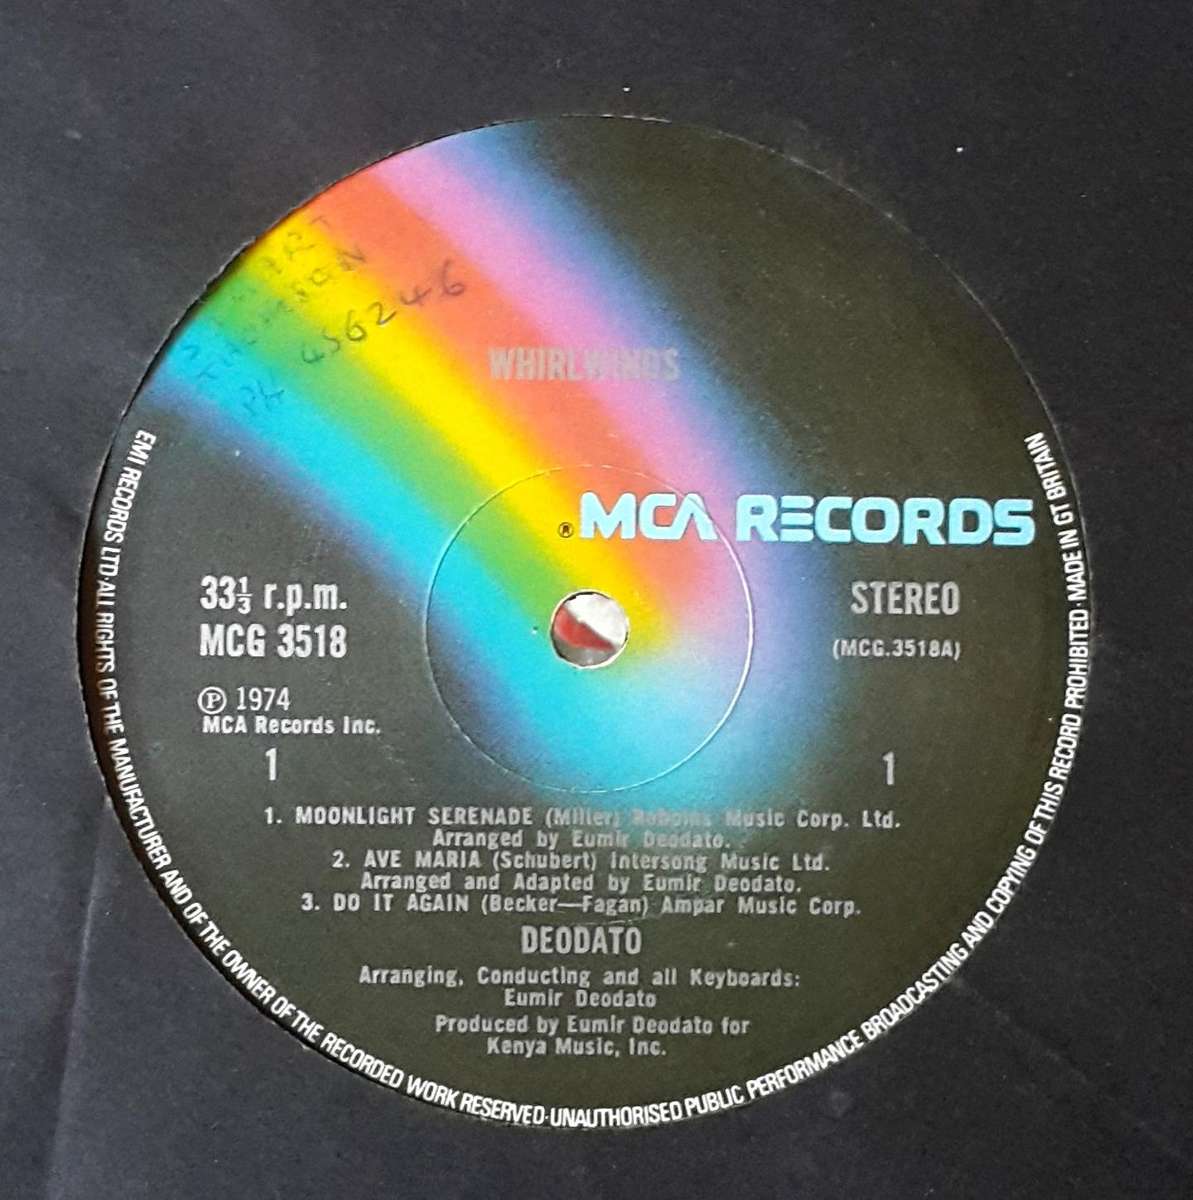 456246
WHIRLWINDS
® MCA RECORDS
33⅓ r.p.m.
MCG 3518
STEREO
(MCG.3518A)
Ⓟ 1974
MCA Records Inc.
1
1
1. MOONLIGHT SERENADE (Miller) Robbins Music Corp. Ltd.
Arranged by Eumir Deodato.
2. AVE MARIA (Schubert) Intersong Music Ltd.
Arranged and Adapted by Eumir Deodato.
3. DO IT AGAIN (Becker—Fagan) Ampar Music Corp.
DEODATO
Arranging, Conducting and all Keyboards:
Eumir Deodato
Produced by Eumir Deodato for
Kenya Music, Inc.
EMI RECORDS LTD·ALL RIGHTS OF THE MANUFACTURER AND OF THE OWNER OF THE RECORDED WORK RESERVED·UNAUTHORISED PUBLIC PERFORMANCE BROADCASTING AND COPYING OF THIS RECORD PROHIBITED·MADE IN GT BRITAIN